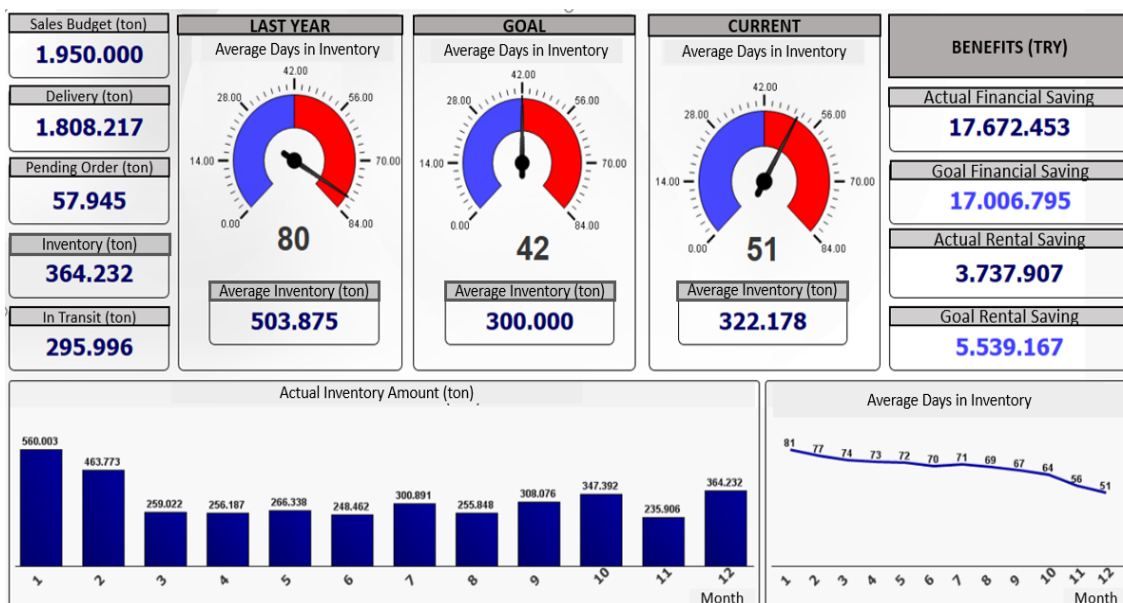 Sales Budget (ton)
1.950.000
Delivery (ton)
1.808.217
Pending Order (ton)
57.945
Inventory (ton)
364.232
In Transit (ton)
295.996
LAST YEAR
Average Days in Inventory
42.00
28.00
56.00
14.00
70.00
0.00
84.00
80
Average Inventory (ton)
503.875
GOAL
Average Days in Inventory
42.00
28.00
56.00
14.00
70.00
0.00
84.00
42
Average Inventory (ton)
300.000
CURRENT
Average Days in Inventory
42.00
28.00
56.00
14.00
70.00
0.00
84.00
51
Average Inventory (ton)
322.178
BENEFITS (TRY)
Actual Financial Saving
17.672.453
Goal Financial Saving
17.006.795
Actual Rental Saving
3.737.907
Goal Rental Saving
5.539.167
Actual Inventory Amount (ton)
560.003
463.773
259.022
256.187
266.338
248.462
300.891
255.848
308.076
347.392
235.906
364.232
1 2 3 4 5 6 7 8 9 10 11 12
Month
Average Days in Inventory
81 77 74 73 72 70 71 69 67 64 56 51
1 2 3 4 5 6 7 8 9 10 11 12
Month